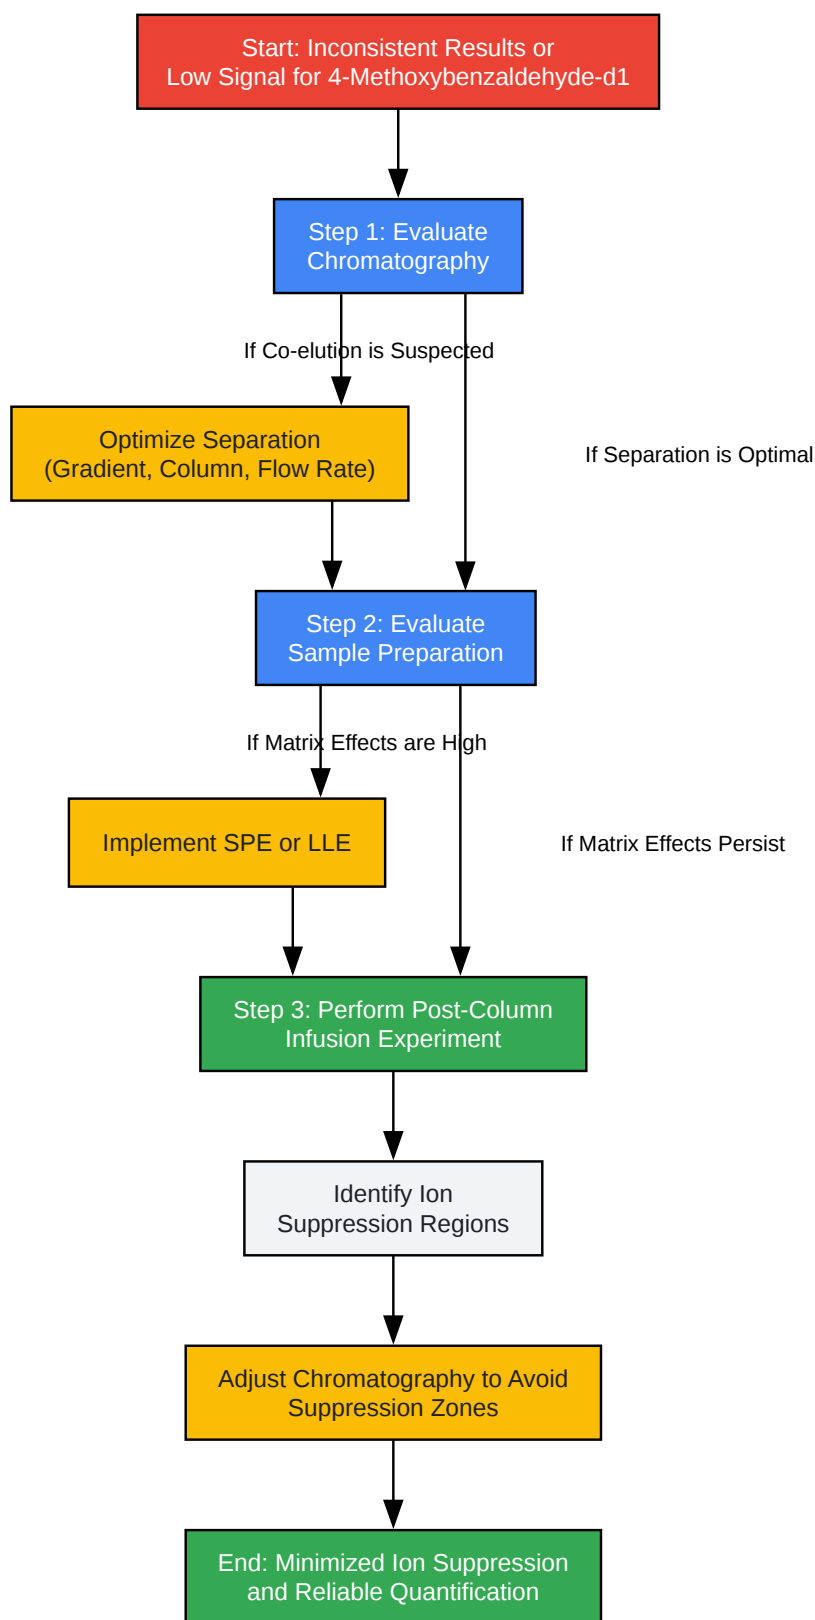 Start: Inconsistent Results or
Low Signal for 4-Methoxybenzaldehyde-d1
Step 1: Evaluate
Chromatography
If Co-elution is Suspected
Optimize Separation
(Gradient, Column, Flow Rate)
If Separation is Optimal
Step 2: Evaluate
Sample Preparation
If Matrix Effects are High
Implement SPE or LLE
If Matrix Effects Persist
Step 3: Perform Post-Column
Infusion Experiment
Identify Ion
Suppression Regions
Adjust Chromatography to Avoid
Suppression Zones
End: Minimized Ion Suppression
and Reliable Quantification